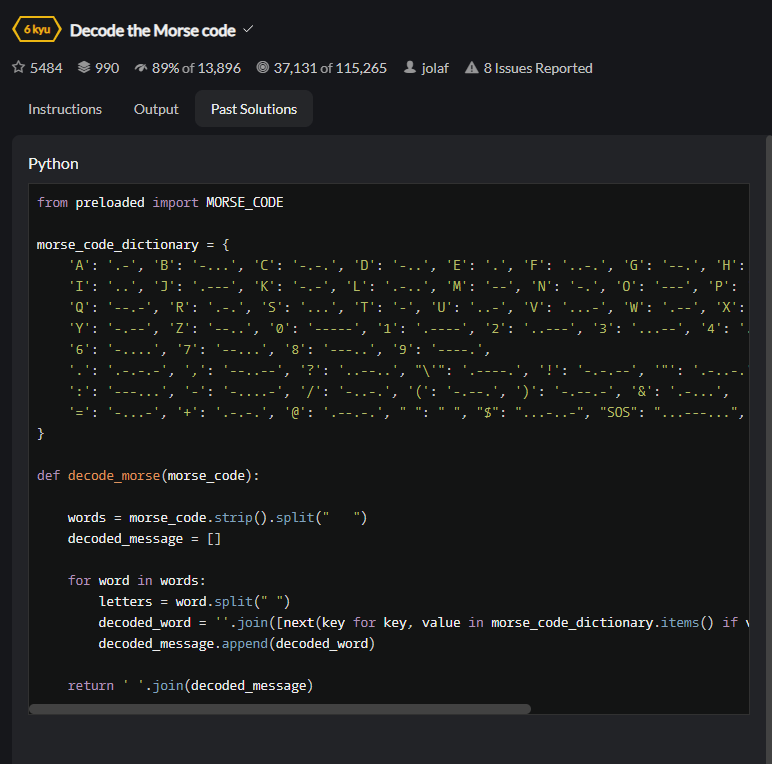 6 kyu Decode the Morse code
5484 990 89% of 13,896 37,131 of 115,265 jolaf 8 Issues Reported
Instructions Output Past Solutions
Python
from preloaded import MORSE_CODE
morse_code_dictionary = {
    'A': '.-', 'B': '-...', 'C': '-.-.', 'D': '-..', 'E': '.', 'F': '..-.', 'G': '--.', 'H':
    'I': '..', 'J': '.---', 'K': '-.-', 'L': '.-..', 'M': '--', 'N': '-.', 'O': '---', 'P':
    'Q': '--.-', 'R': '.-.', 'S': '...', 'T': '-', 'U': '..-', 'V': '...-', 'W': '.--', 'X':
    'Y': '-.--', 'Z': '--..', '0': '-----', '1': '.----', '2': '..---', '3': '...--', '4': '.
    '6': '-....', '7': '--...', '8': '---..', '9': '----.',
    '.': '.-.-.-', ',': '--..--', '?': '..--..', "\'": '.----.', '!': '-.-.--', '"': '.-..-.'
    ':': '---...', '-': '-....-', '/': '-..-.', '(': '-.--.', ')': '-.--.-', '&': '.-...',
    '=': '-...-', '+': '.-.-.', '@': '.--.-.', " ": " ", "$": "...-..-", "SOS": "...---...",
}
def decode_morse(morse_code):
    words = morse_code.strip().split("   ")
    decoded_message = []
    for word in words:
        letters = word.split(" ")
        decoded_word = ''.join([next(key for key, value in morse_code_dictionary.items() if v
        decoded_message.append(decoded_word)
    return ' '.join(decoded_message)